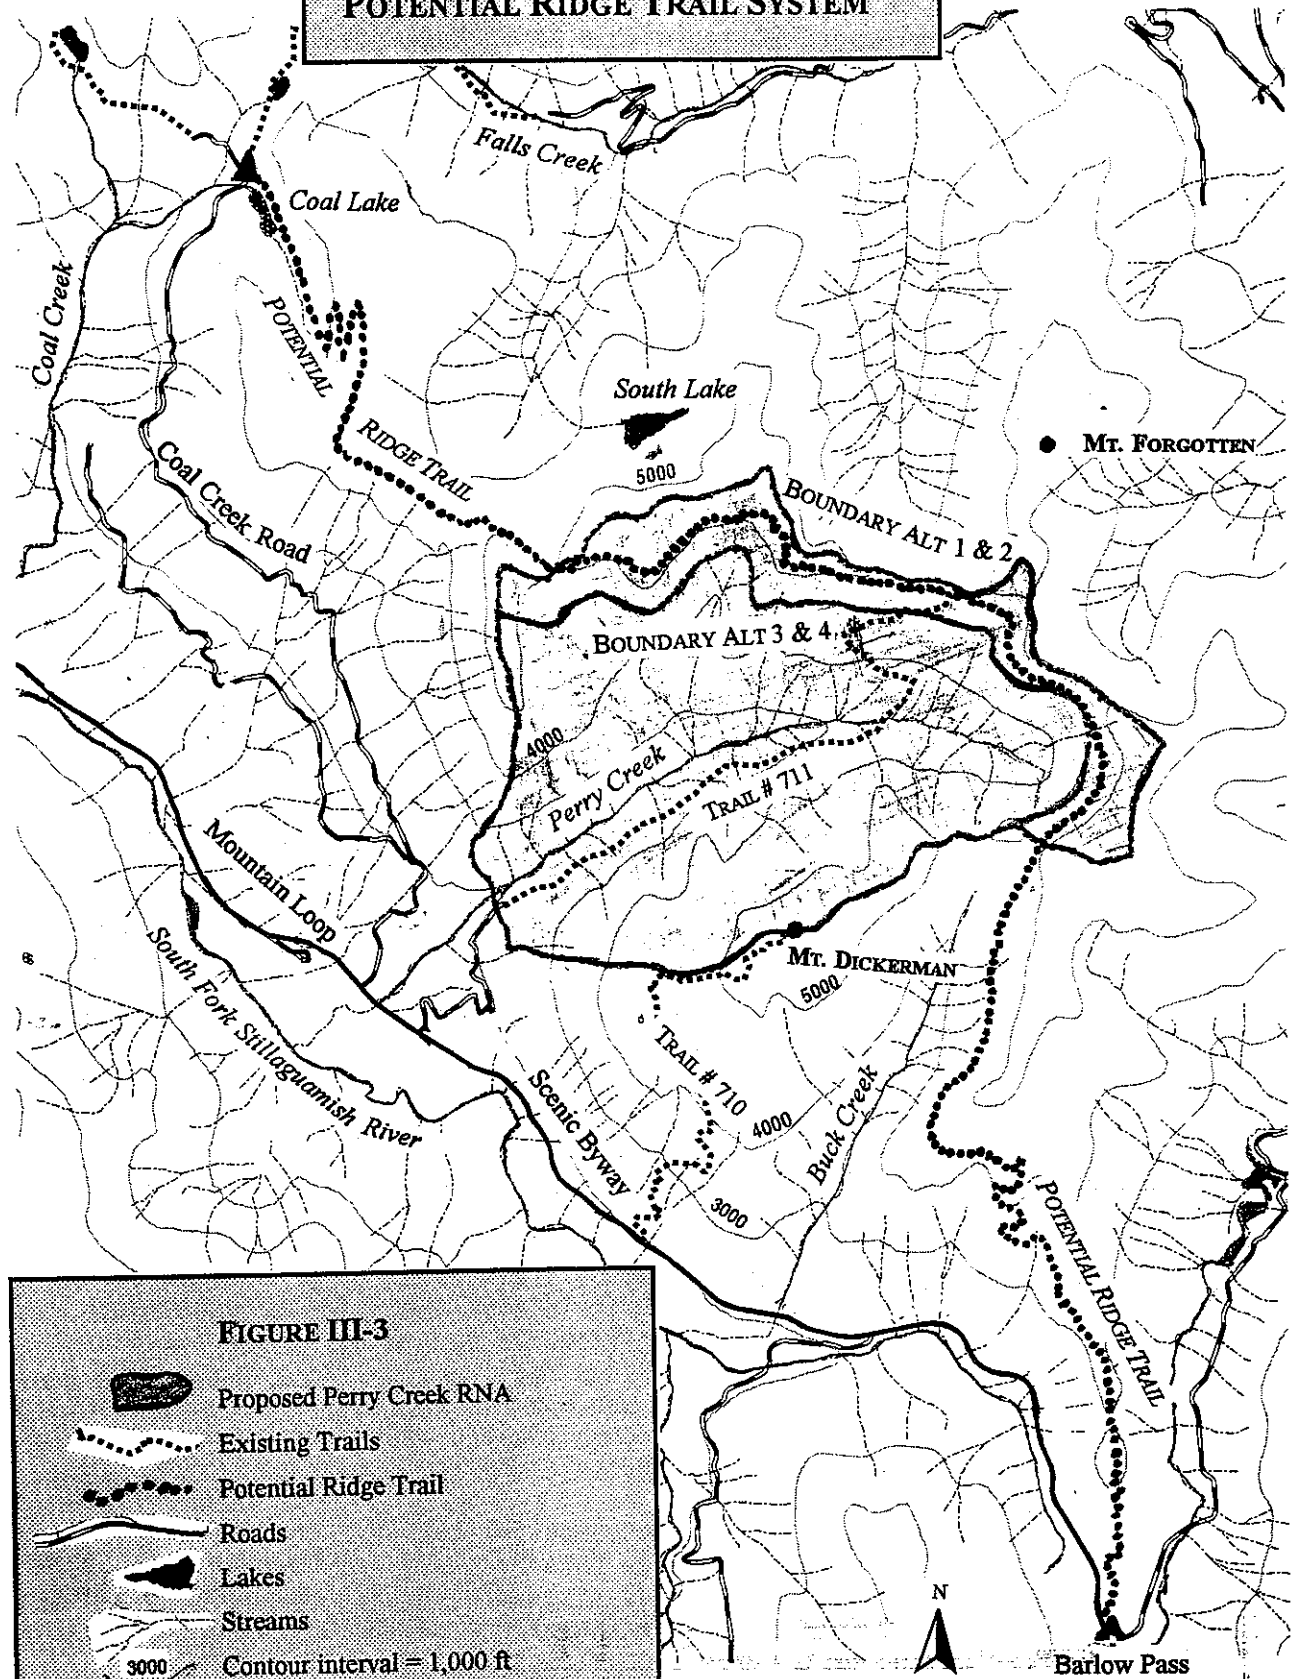 POTENTIAL RIDGE TRAIL SYSTEM
Falls Creek
Coal Lake
Coal Creek
POTENTIAL
RIDGE TRAIL
South Lake
5000
MT. FORGOTTEN
Coal Creek Road
BOUNDARY ALT 1 & 2
BOUNDARY ALT 3 & 4
4000
Perry Creek
TRAIL # 711
Mountain Loop
South Fork Stillaguamish River
MT. DICKERMAN
5000
TRAIL # 710
Scenic Byway
4000
Buck Creek
3000
POTENTIAL RIDGE TRAIL
FIGURE III-3
Proposed Perry Creek RNA
Existing Trails
Potential Ridge Trail
Roads
Lakes
Streams
3000 Contour interval = 1,000 ft
N
Barlow Pass